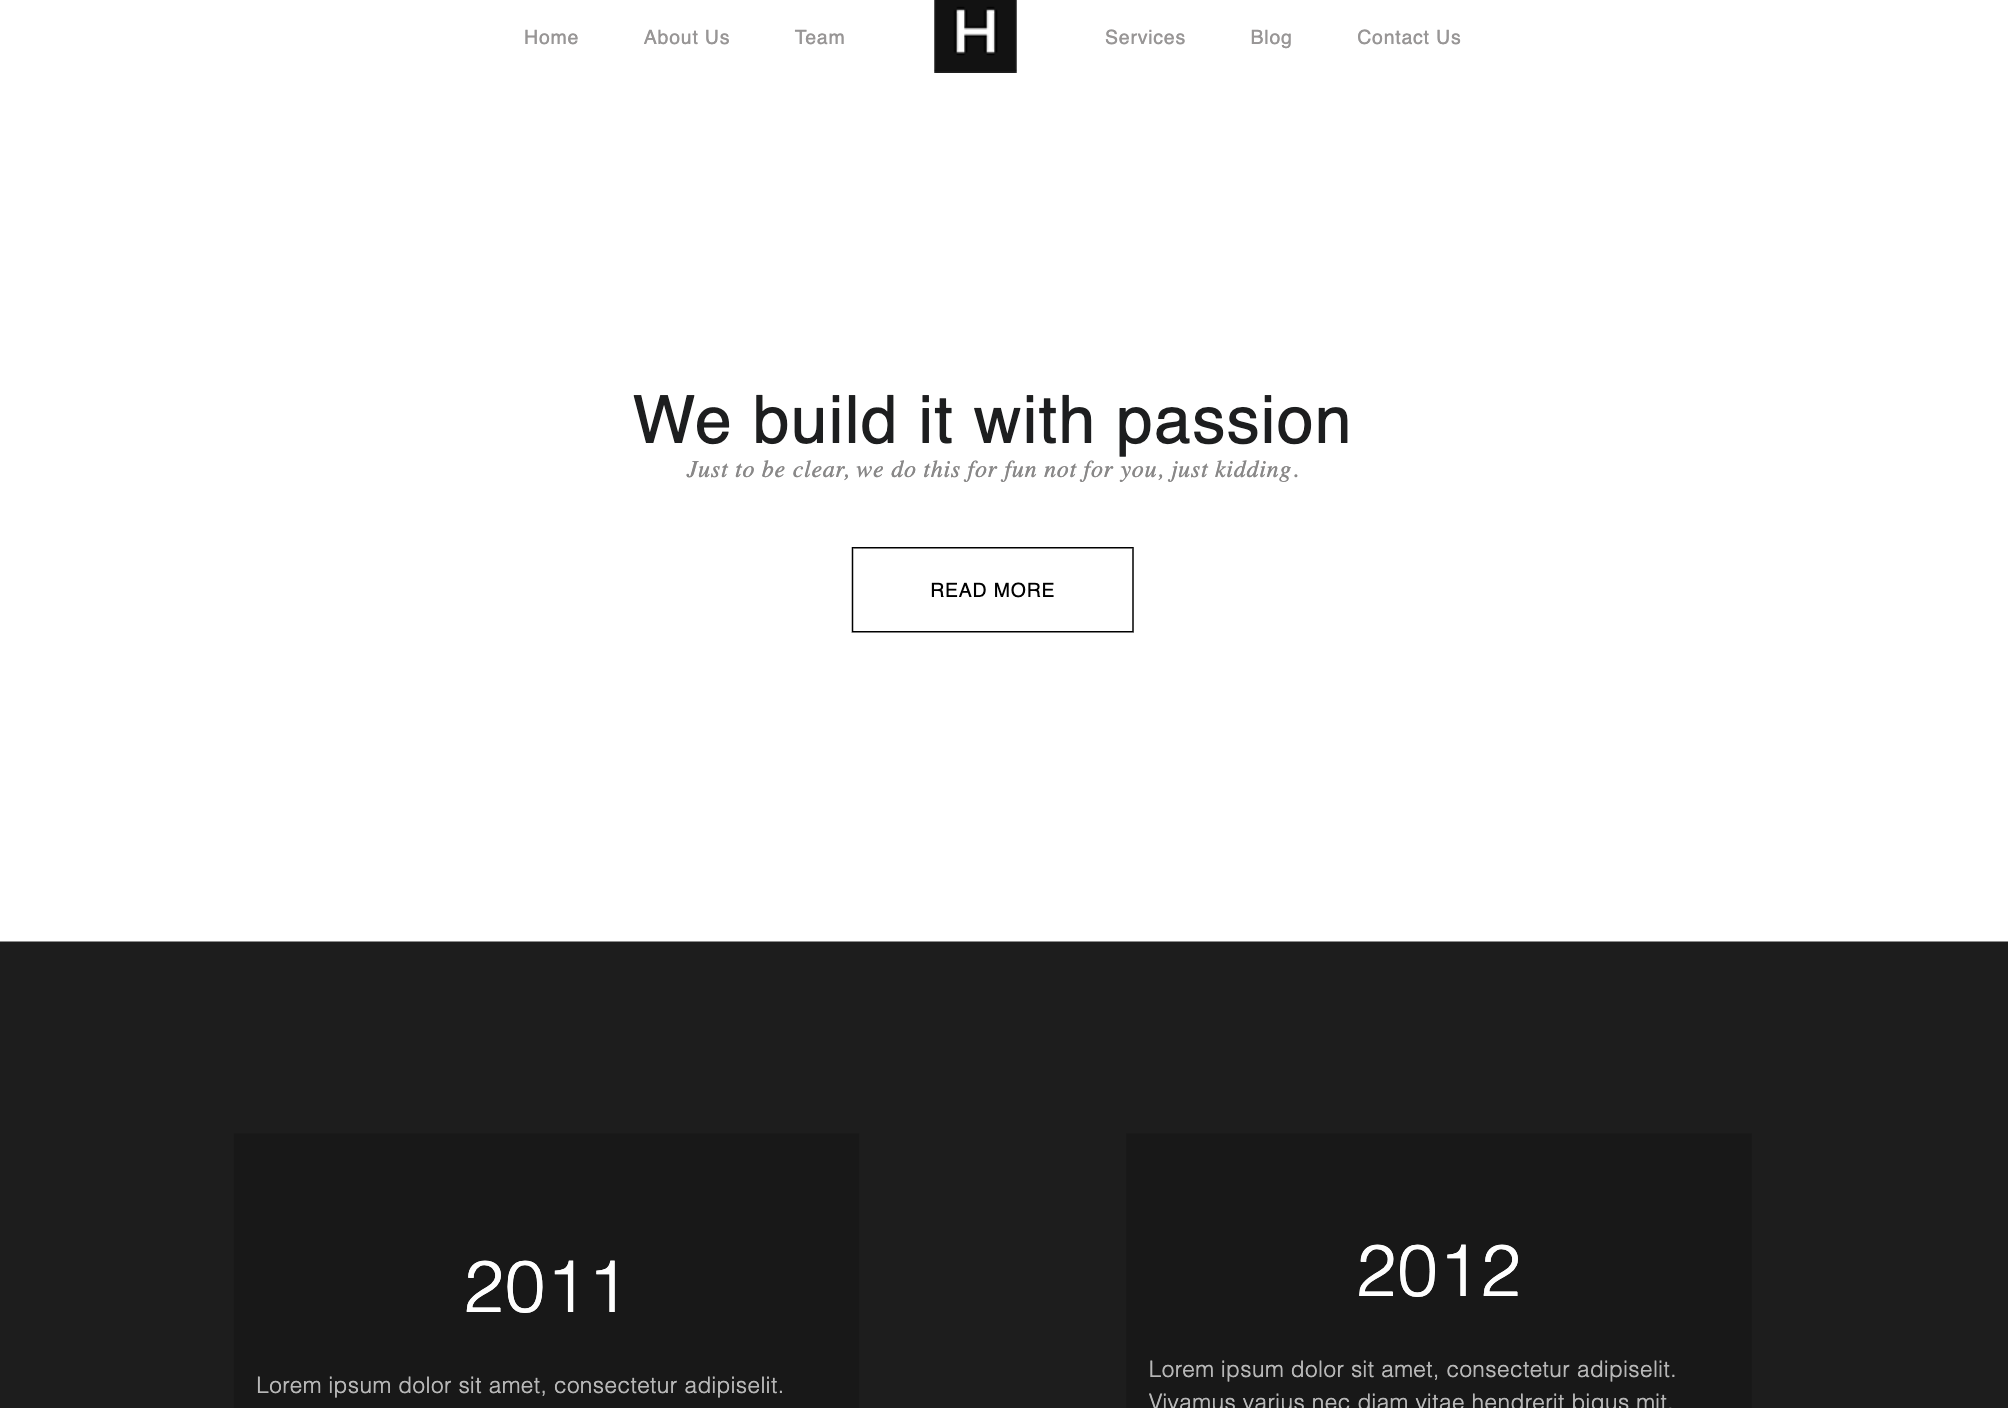 Home About Us Team H Services Blog Contact Us
We build it with passion
Just to be clear, we do this for fun not for you, just kidding.
READ MORE
2011
Lorem ipsum dolor sit amet, consectetur adipiselit.
2012
Lorem ipsum dolor sit amet, consectetur adipiselit.
Vivamus varius nec diam vitae hendrerit bigus mit.